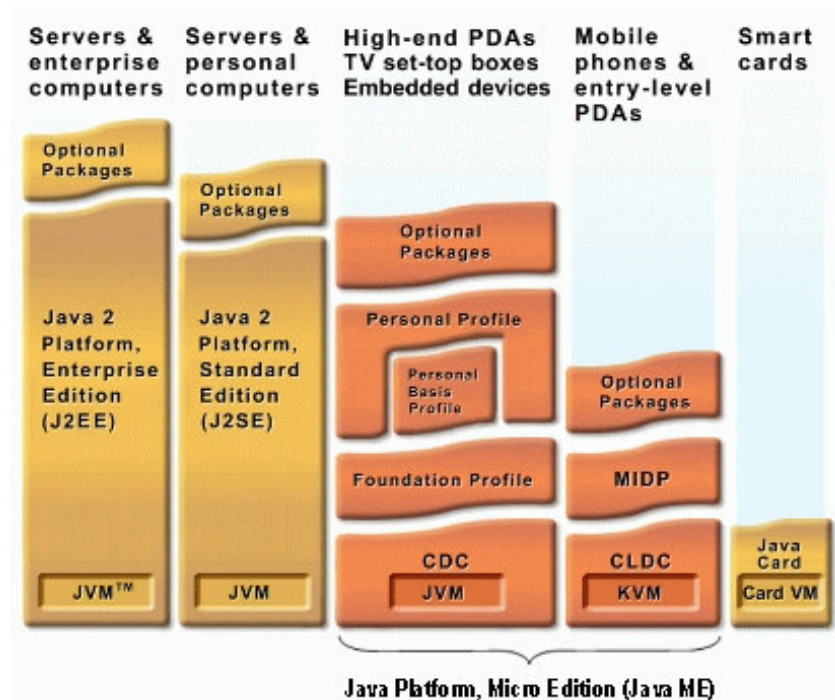 Servers &
enterprise
computers
Servers &
personal
computers
High-end PDAs
TV set-top boxes
Embedded devices
Mobile
phones &
entry-level
PDAs
Smart
cards
Optional
Packages
Java 2
Platform,
Enterprise
Edition
(J2EE)
JVM™
Optional
Packages
Java 2
Platform,
Standard
Edition
(J2SE)
JVM
Optional
Packages
Personal Profile
Personal
Basis
Profile
Foundation Profile
CDC
JVM
Optional
Packages
MIDP
CLDC
KVM
Java
Card
Card VM
Java Platform, Micro Edition (Java ME)